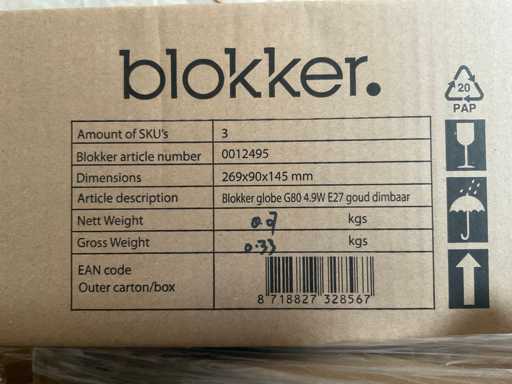 blokker.
20
PAP
Amount of SKU's 3
Blokker article number 0012495
Dimensions 269x90x145 mm
Article description Blokker globe G80 4.9W E27 goud dimbaar
Nett Weight kgs
Gross Weight 0.33 kgs
EAN code
Outer carton/box
8 718827 328567